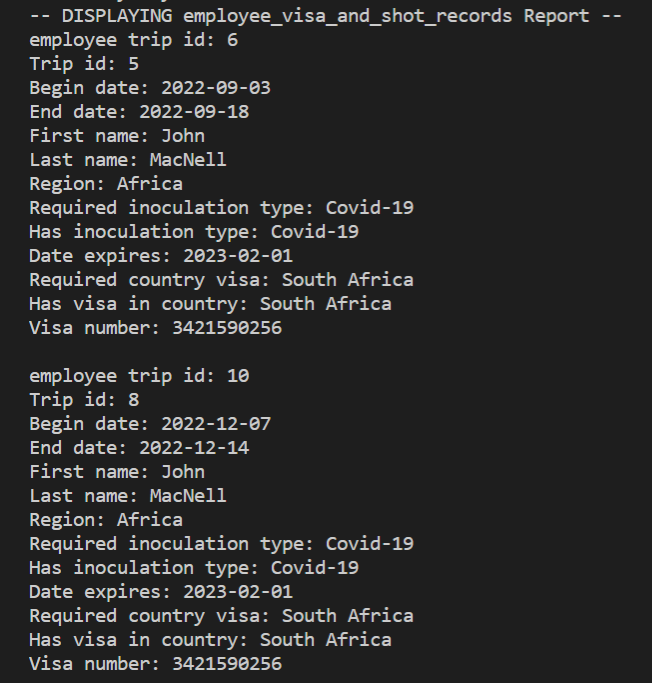 -- DISPLAYING employee_visa_and_shot_records Report --
employee trip id: 6
Trip id: 5
Begin date: 2022-09-03
End date: 2022-09-18
First name: John
Last name: MacNell
Region: Africa
Required inoculation type: Covid-19
Has inoculation type: Covid-19
Date expires: 2023-02-01
Required country visa: South Africa
Has visa in country: South Africa
Visa number: 3421590256

employee trip id: 10
Trip id: 8
Begin date: 2022-12-07
End date: 2022-12-14
First name: John
Last name: MacNell
Region: Africa
Required inoculation type: Covid-19
Has inoculation type: Covid-19
Date expires: 2023-02-01
Required country visa: South Africa
Has visa in country: South Africa
Visa number: 3421590256